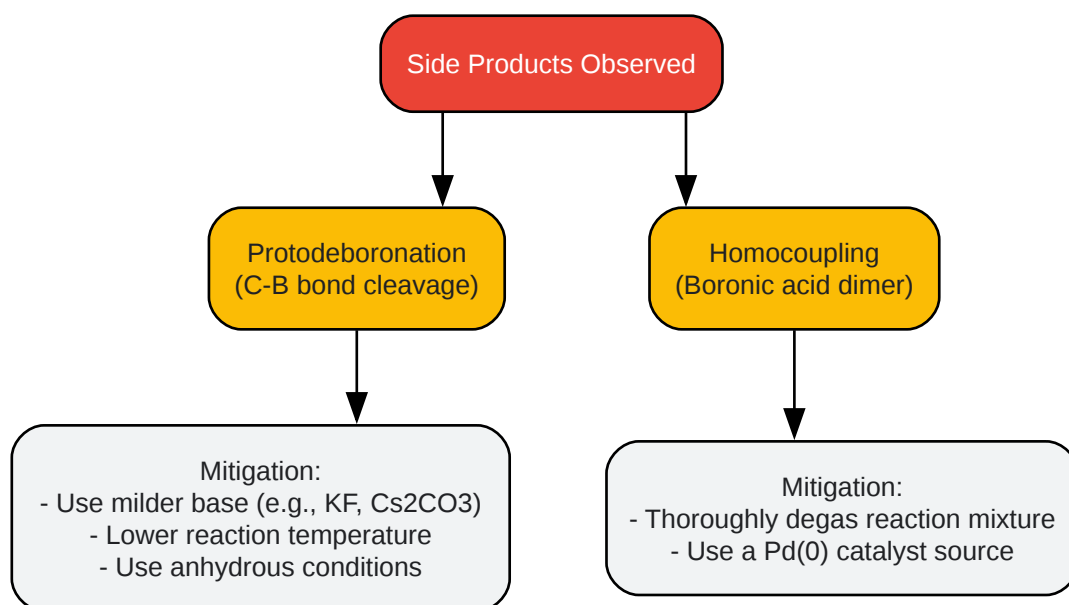 Side Products Observed
Protodeboronation
(C-B bond cleavage)
Homocoupling
(Boronic acid dimer)
Mitigation:
- Use milder base (e.g., KF, Cs2CO3)
- Lower reaction temperature
- Use anhydrous conditions
Mitigation:
- Thoroughly degas reaction mixture
- Use a Pd(0) catalyst source